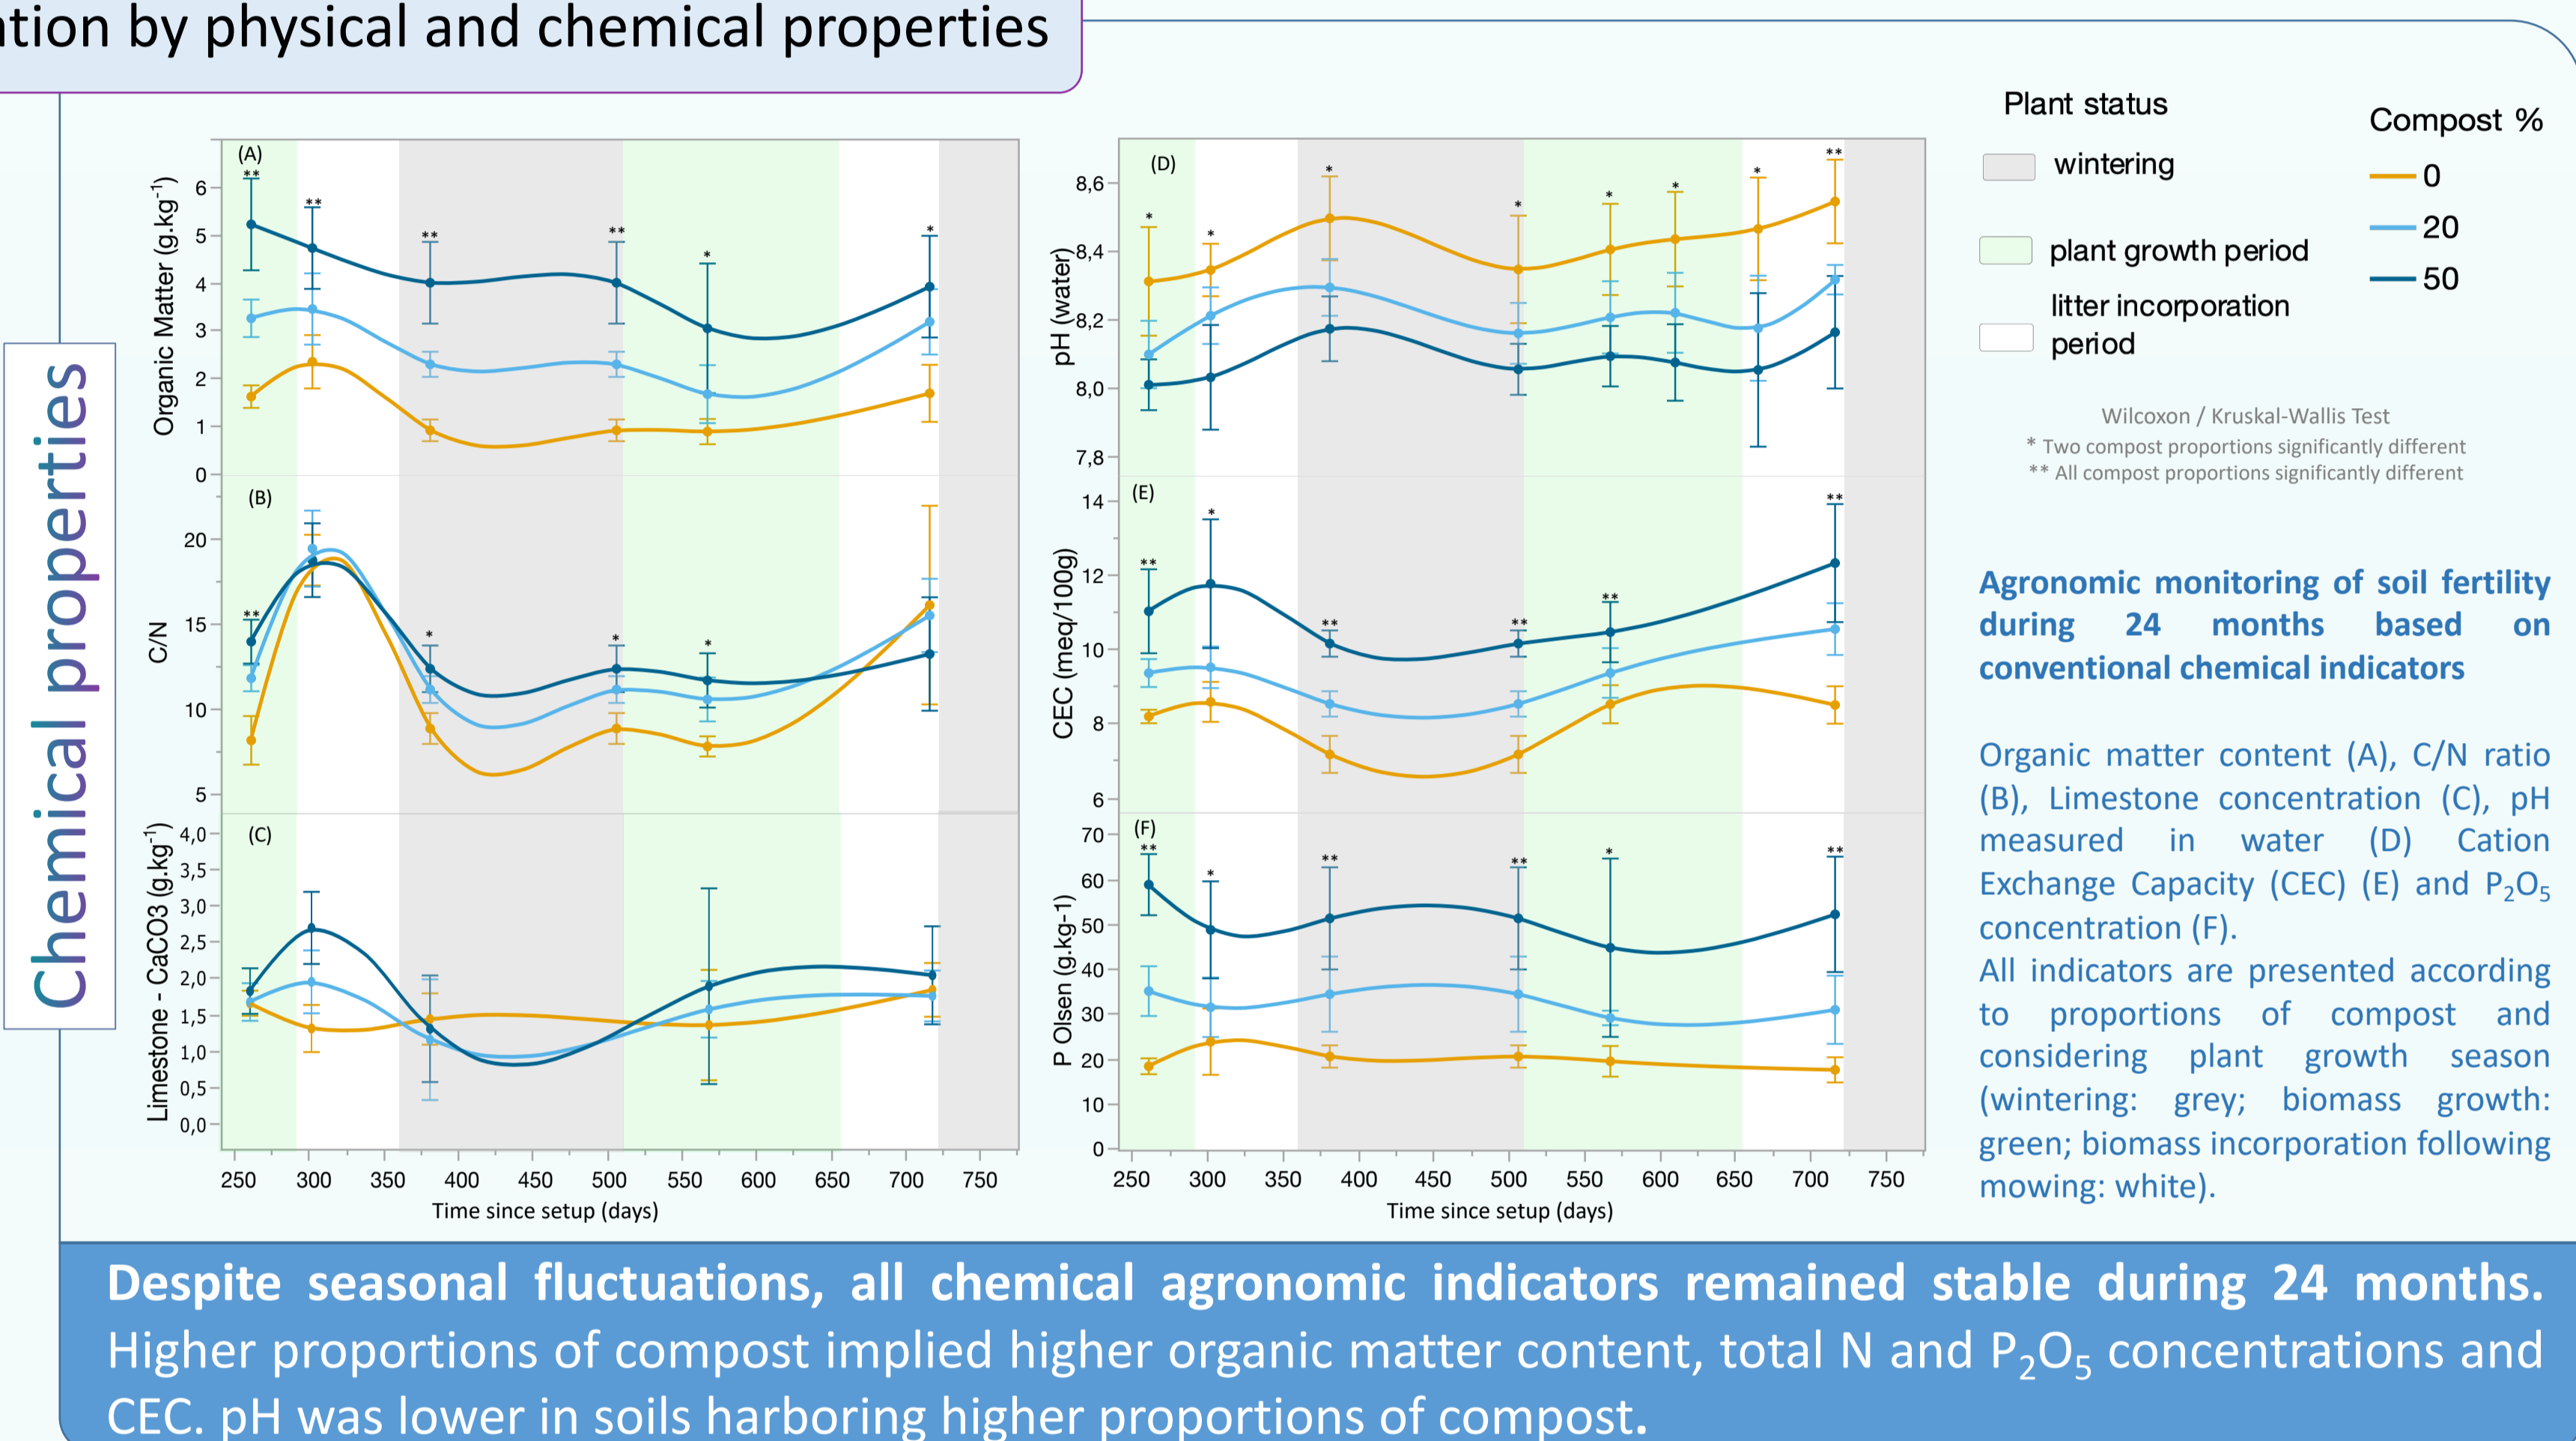 tion by physical and chemical properties
Chemical properties
(A)
**
**
**
**
*
*
Organic Matter (g.kg-1)
6
5
4
3
2
1
0
(B)
**
*
*
*
C/N
20
15
10
5
(C)
Limestone - CaCO3 (g.kg-1)
4,0
3,5
3,0
2,5
2,0
1,5
1,0
0,5
0,0
250 300 350 400 450 500 550 600 650 700 750
Time since setup (days)
(D)
*
*
*
*
*
*
*
**
pH (water)
8,6
8,4
8,2
8,0
7,8
(E)
**
*
**
**
**
**
CEC (meq/100g)
14
12
10
8
6
(F)
**
*
**
**
*
**
P Olsen (g.kg-1)
70
60
50
40
30
20
10
0
250 300 350 400 450 500 550 600 650 700 750
Time since setup (days)
Plant status
wintering
plant growth period
litter incorporation
period
Compost %
0
20
50
Wilcoxon / Kruskal-Wallis Test
* Two compost proportions significantly different
** All compost proportions significantly different
Agronomic monitoring of soil fertility
during 24 months based on
conventional chemical indicators
Organic matter content (A), C/N ratio
(B), Limestone concentration (C), pH
measured in water (D) Cation
Exchange Capacity (CEC) (E) and P2O5
concentration (F).
All indicators are presented according
to proportions of compost and
considering plant growth season
(wintering: grey; biomass growth:
green; biomass incorporation following
mowing: white).
Despite seasonal fluctuations, all chemical agronomic indicators remained stable during 24 months.
Higher proportions of compost implied higher organic matter content, total N and P2O5 concentrations and
CEC. pH was lower in soils harboring higher proportions of compost.